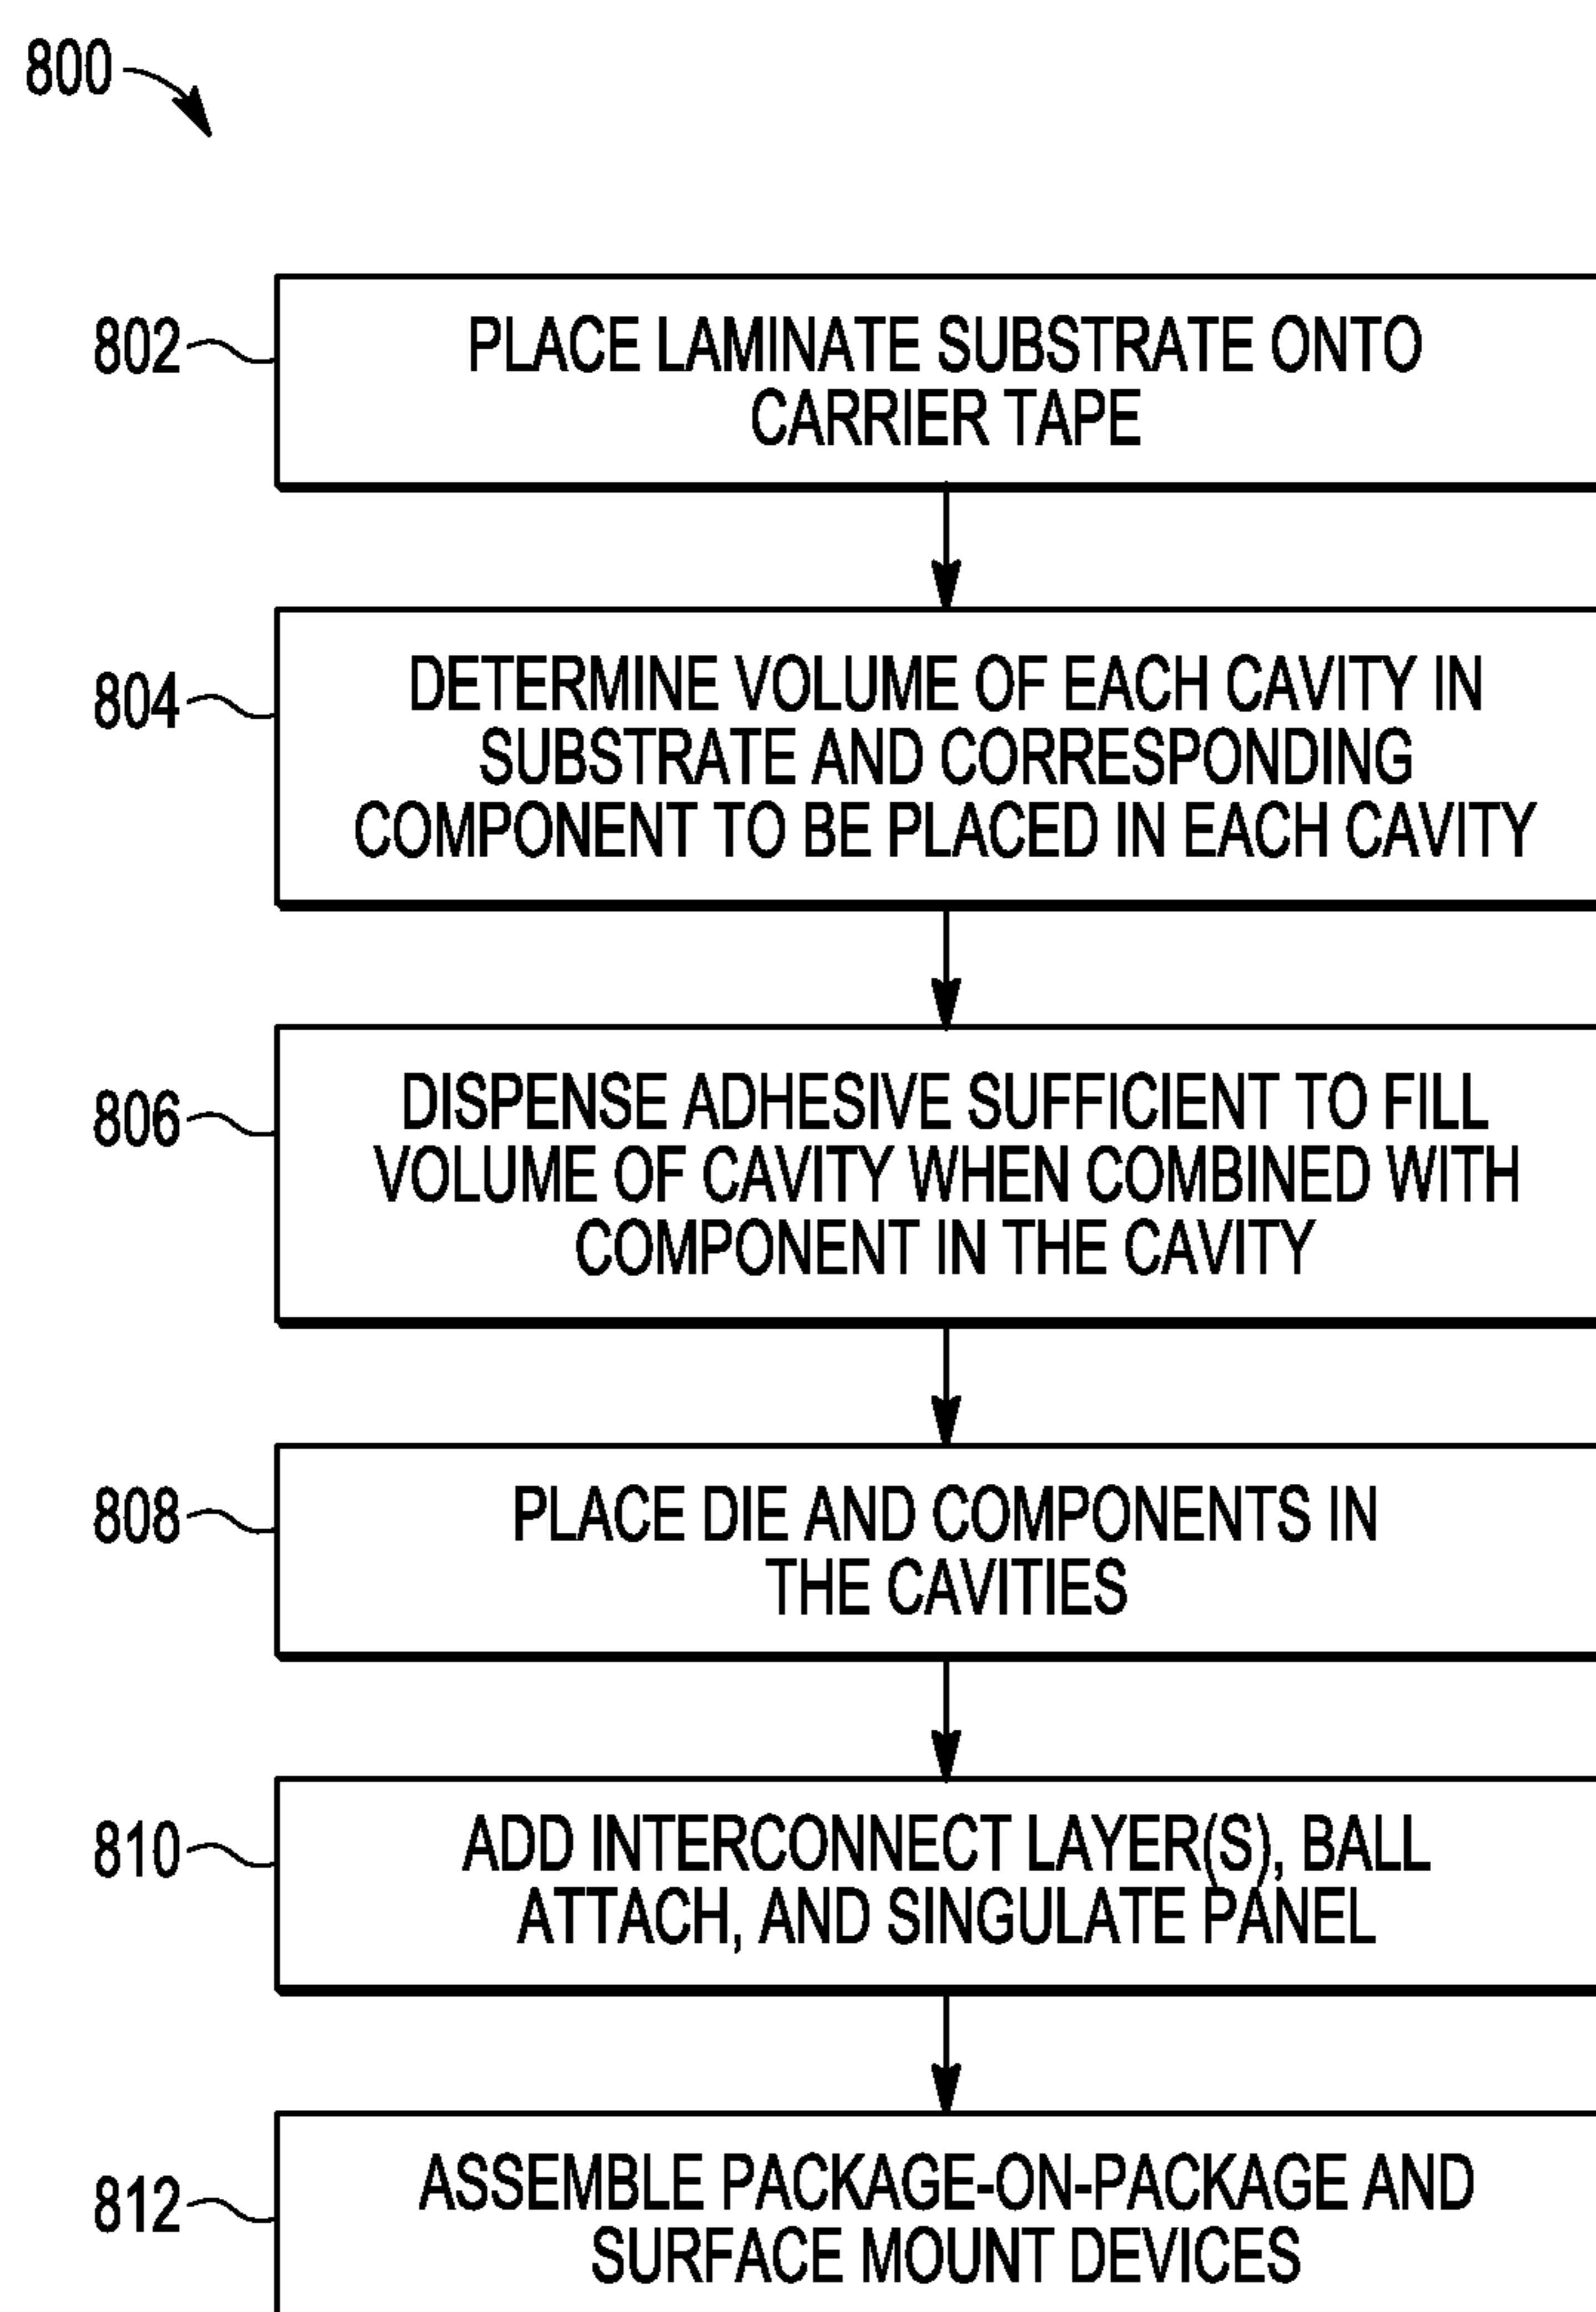 800
802
PLACE LAMINATE SUBSTRATE ONTO
CARRIER TAPE
804
DETERMINE VOLUME OF EACH CAVITY IN
SUBSTRATE AND CORRESPONDING
COMPONENT TO BE PLACED IN EACH CAVITY
806
DISPENSE ADHESIVE SUFFICIENT TO FILL
VOLUME OF CAVITY WHEN COMBINED WITH
COMPONENT IN THE CAVITY
808
PLACE DIE AND COMPONENTS IN
THE CAVITIES
810
ADD INTERCONNECT LAYER(S), BALL
ATTACH, AND SINGULATE PANEL
812
ASSEMBLE PACKAGE-ON-PACKAGE AND
SURFACE MOUNT DEVICES